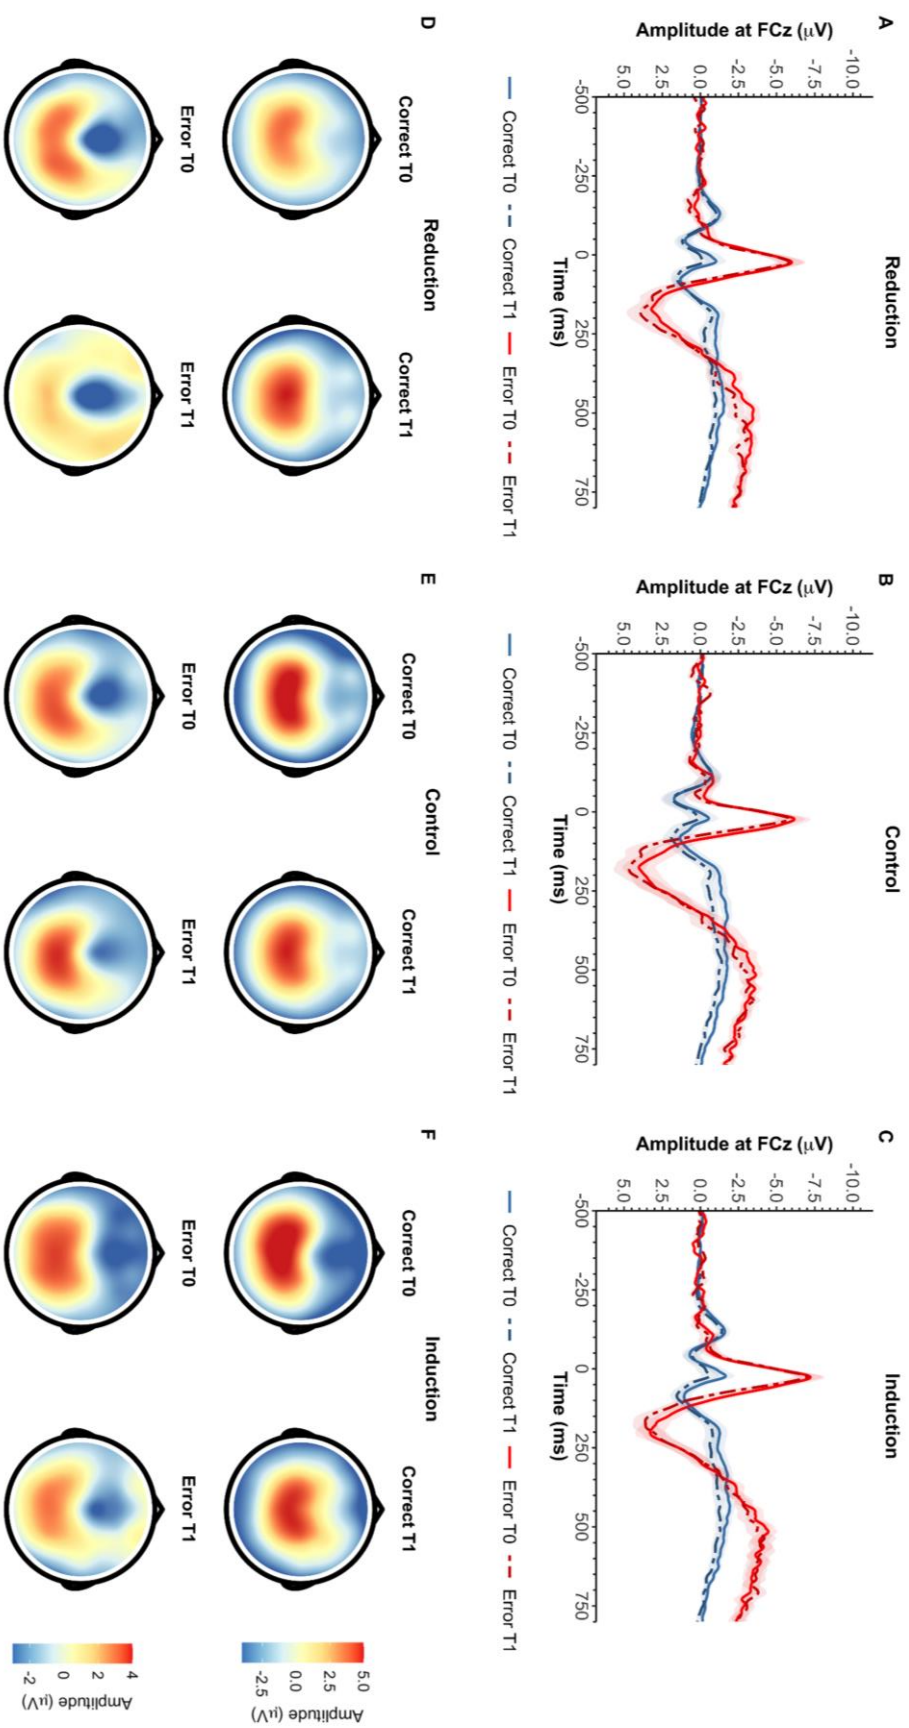 A
Reduction
Amplitude at FCz (μV)
-10.0
-7.5
-5.0
-2.5
0.0
2.5
5.0
-500 -250 0 250 500 750
Time (ms)
Correct T0 Correct T1 Error T0 Error T1
B
Control
Amplitude at FCz (μV)
-10.0
-7.5
-5.0
-2.5
0.0
2.5
5.0
-500 -250 0 250 500 750
Time (ms)
Correct T0 Correct T1 Error T0 Error T1
C
Induction
Amplitude at FCz (μV)
-10.0
-7.5
-5.0
-2.5
0.0
2.5
5.0
-500 -250 0 250 500 750
Time (ms)
Correct T0 Correct T1 Error T0 Error T1
D
Reduction
Correct T0 Correct T1
Error T0 Error T1
E
Control
Correct T0 Correct T1
Error T0 Error T1
F
Induction
Correct T0 Correct T1
Error T0 Error T1
5.0
2.5
0.0
-2.5
Amplitude (μV)
4
2
0
-2
Amplitude (μV)